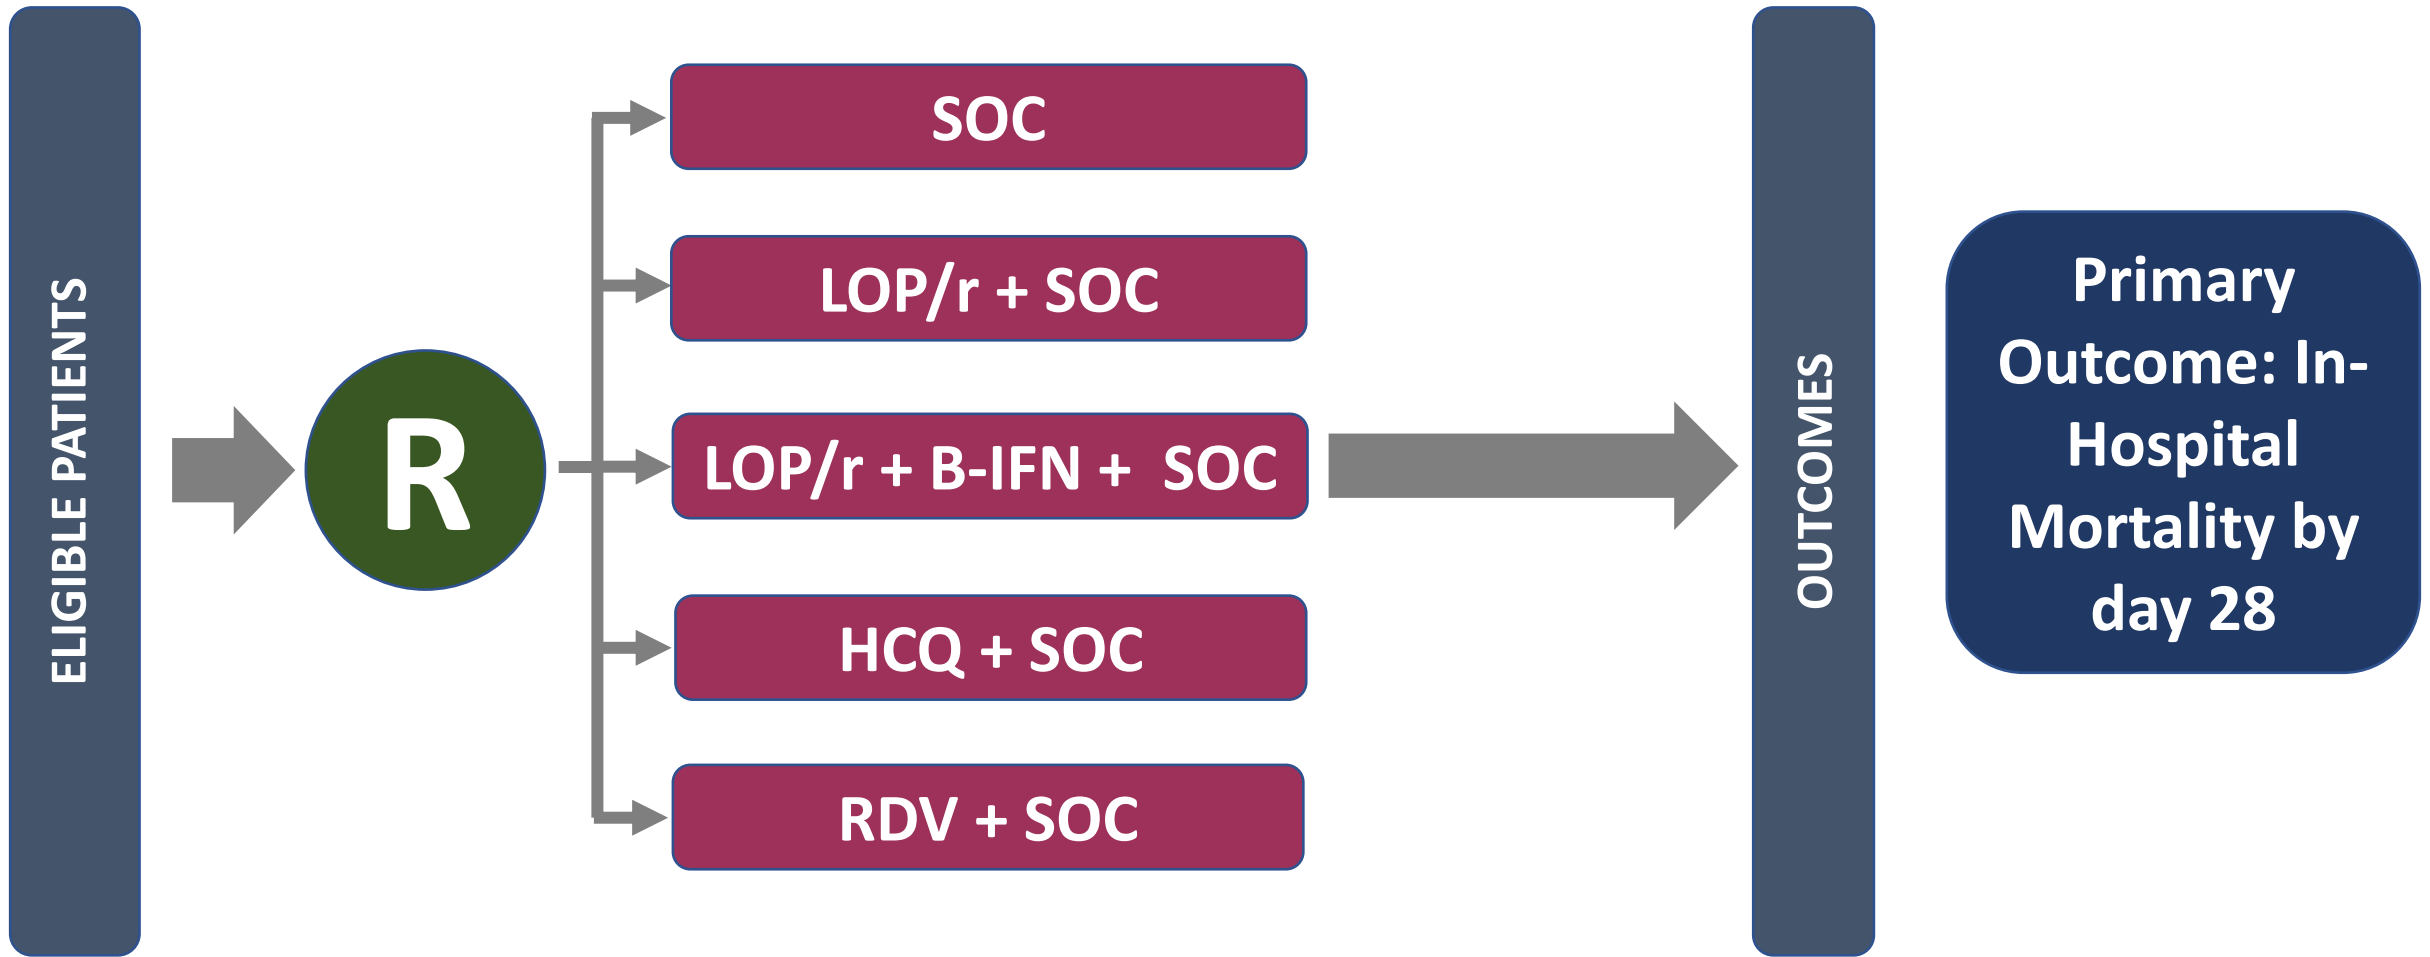 ELIGIBLE PATIENTS
R
SOC
LOP/r + SOC
LOP/r + B-IFN + SOC
HCQ + SOC
RDV + SOC
OUTCOMES
Primary
Outcome: In-
Hospital
Mortality by
day 28